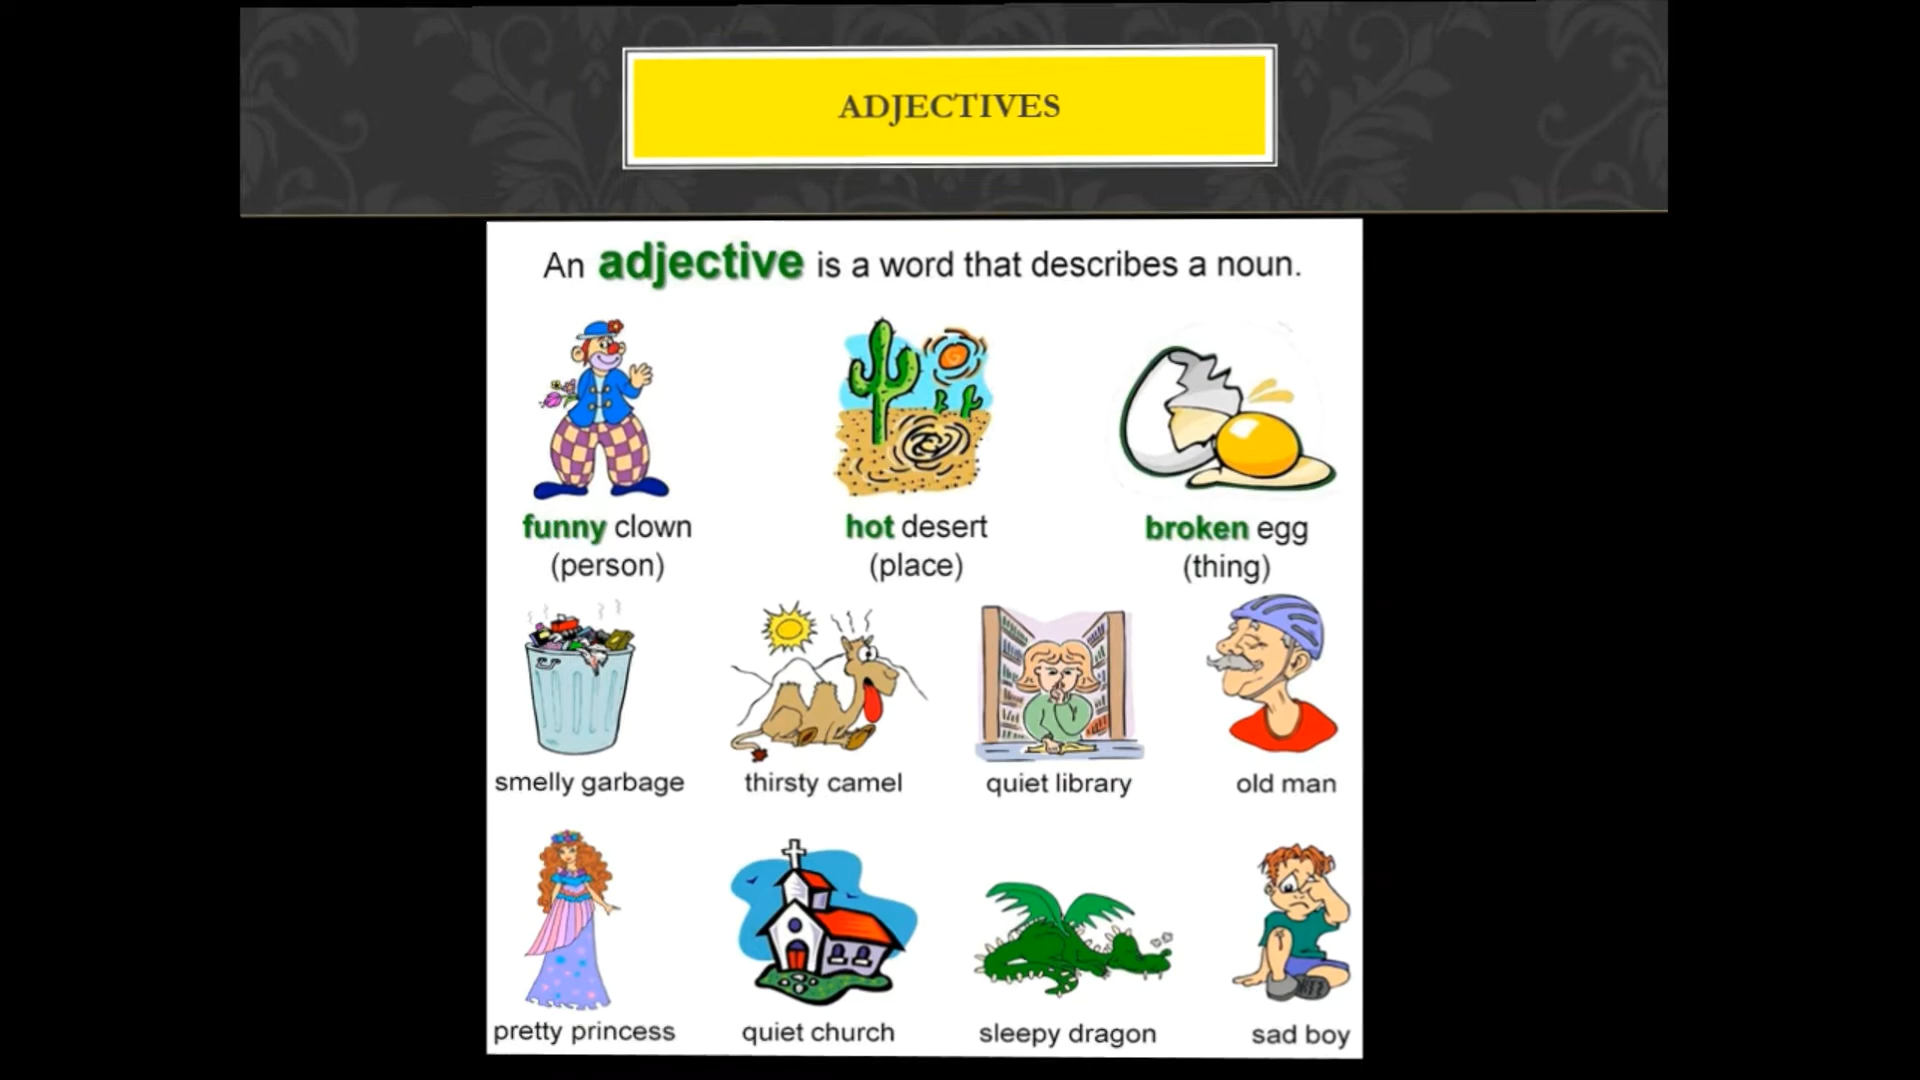 ADJECTIVES
An adjective is a word that describes a noun.
funny clown
(person)
hot desert
(place)
broken egg
(thing)
smelly garbage
thirsty camel
quiet library
old man
pretty princess
quiet church
sleepy dragon
sad boy